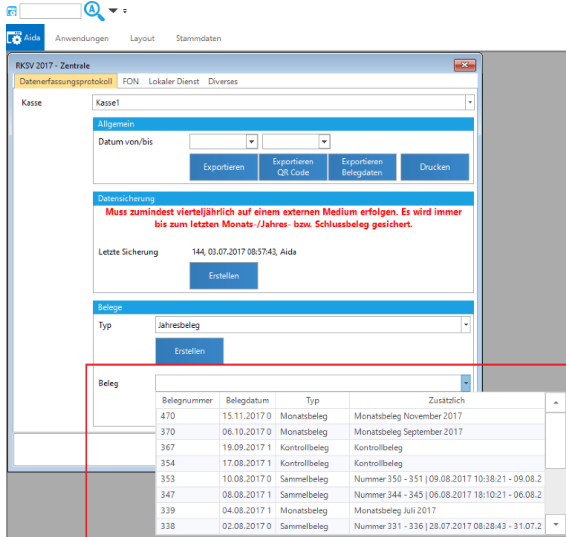 Aida Anwendungen Layout Stammdaten
RKSV 2017 - Zentrale
Datenerfassungsprotokoll FON Lokaler Dienst Diverses
Kasse Kasse1
Allgemein
Datum von/bis
Exportieren Exportieren QR Code Exportieren Belegdaten Drucken
Datensicherung
Muss zumindest vierteljährlich auf einem externen Medium erfolgen. Es wird immer
bis zum letzten Monats-/Jahres- bzw. Schlussbeleg gesichert.
Letzte Sicherung 144, 03.07.2017 08:57:43, Aida
Erstellen
Belege
Typ Jahresbeleg
Erstellen
Beleg
Belegnummer Belegdatum Typ Zusätzlich
470 15.11.2017 0 Monatsbeleg Monatsbeleg November 2017
370 06.10.2017 0 Monatsbeleg Monatsbeleg September 2017
367 19.09.2017 1 Kontrollbeleg Kontrollbeleg
354 17.08.2017 1 Kontrollbeleg Kontrollbeleg
353 10.08.2017 0 Sammelbeleg Nummer 350 - 351 | 09.08.2017 10:38:21 - 09.08.2
347 08.08.2017 1 Sammelbeleg Nummer 344 - 345 | 06.08.2017 18:10:21 - 06.08.2
339 04.08.2017 1 Monatsbeleg Monatsbeleg Juli 2017
338 02.08.2017 0 Sammelbeleg Nummer 331 - 336 | 28.07.2017 08:28:43 - 31.07.2